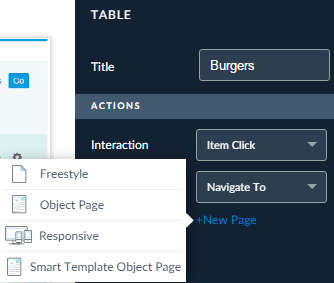 TABLE
Title
Burgers
Go
ACTIONS
Interaction
Item Click
Navigate To
+New Page
Freestyle
Object Page
Responsive
Smart Template Object Page